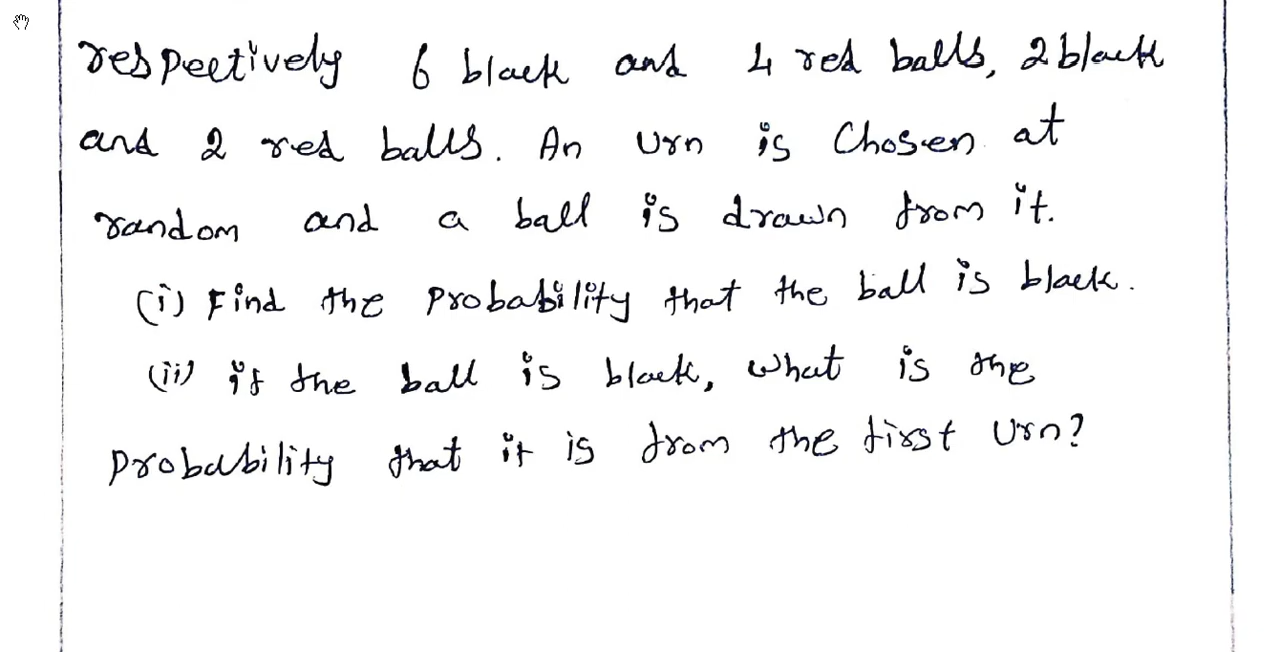 respectively 6 black and 4 red balls, 2 black
and 2 red balls. An Urn is Chosen at
random and a ball is drawn from it.
(i) Find the Probability that the ball is black.
(ii) if the ball is black, what is the
Probability that it is from the first Urn?